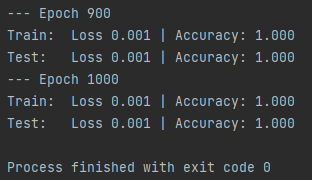 --- Epoch 900
Train:  Loss 0.001 | Accuracy: 1.000
Test:   Loss 0.001 | Accuracy: 1.000
--- Epoch 1000
Train:  Loss 0.001 | Accuracy: 1.000
Test:   Loss 0.001 | Accuracy: 1.000

Process finished with exit code 0